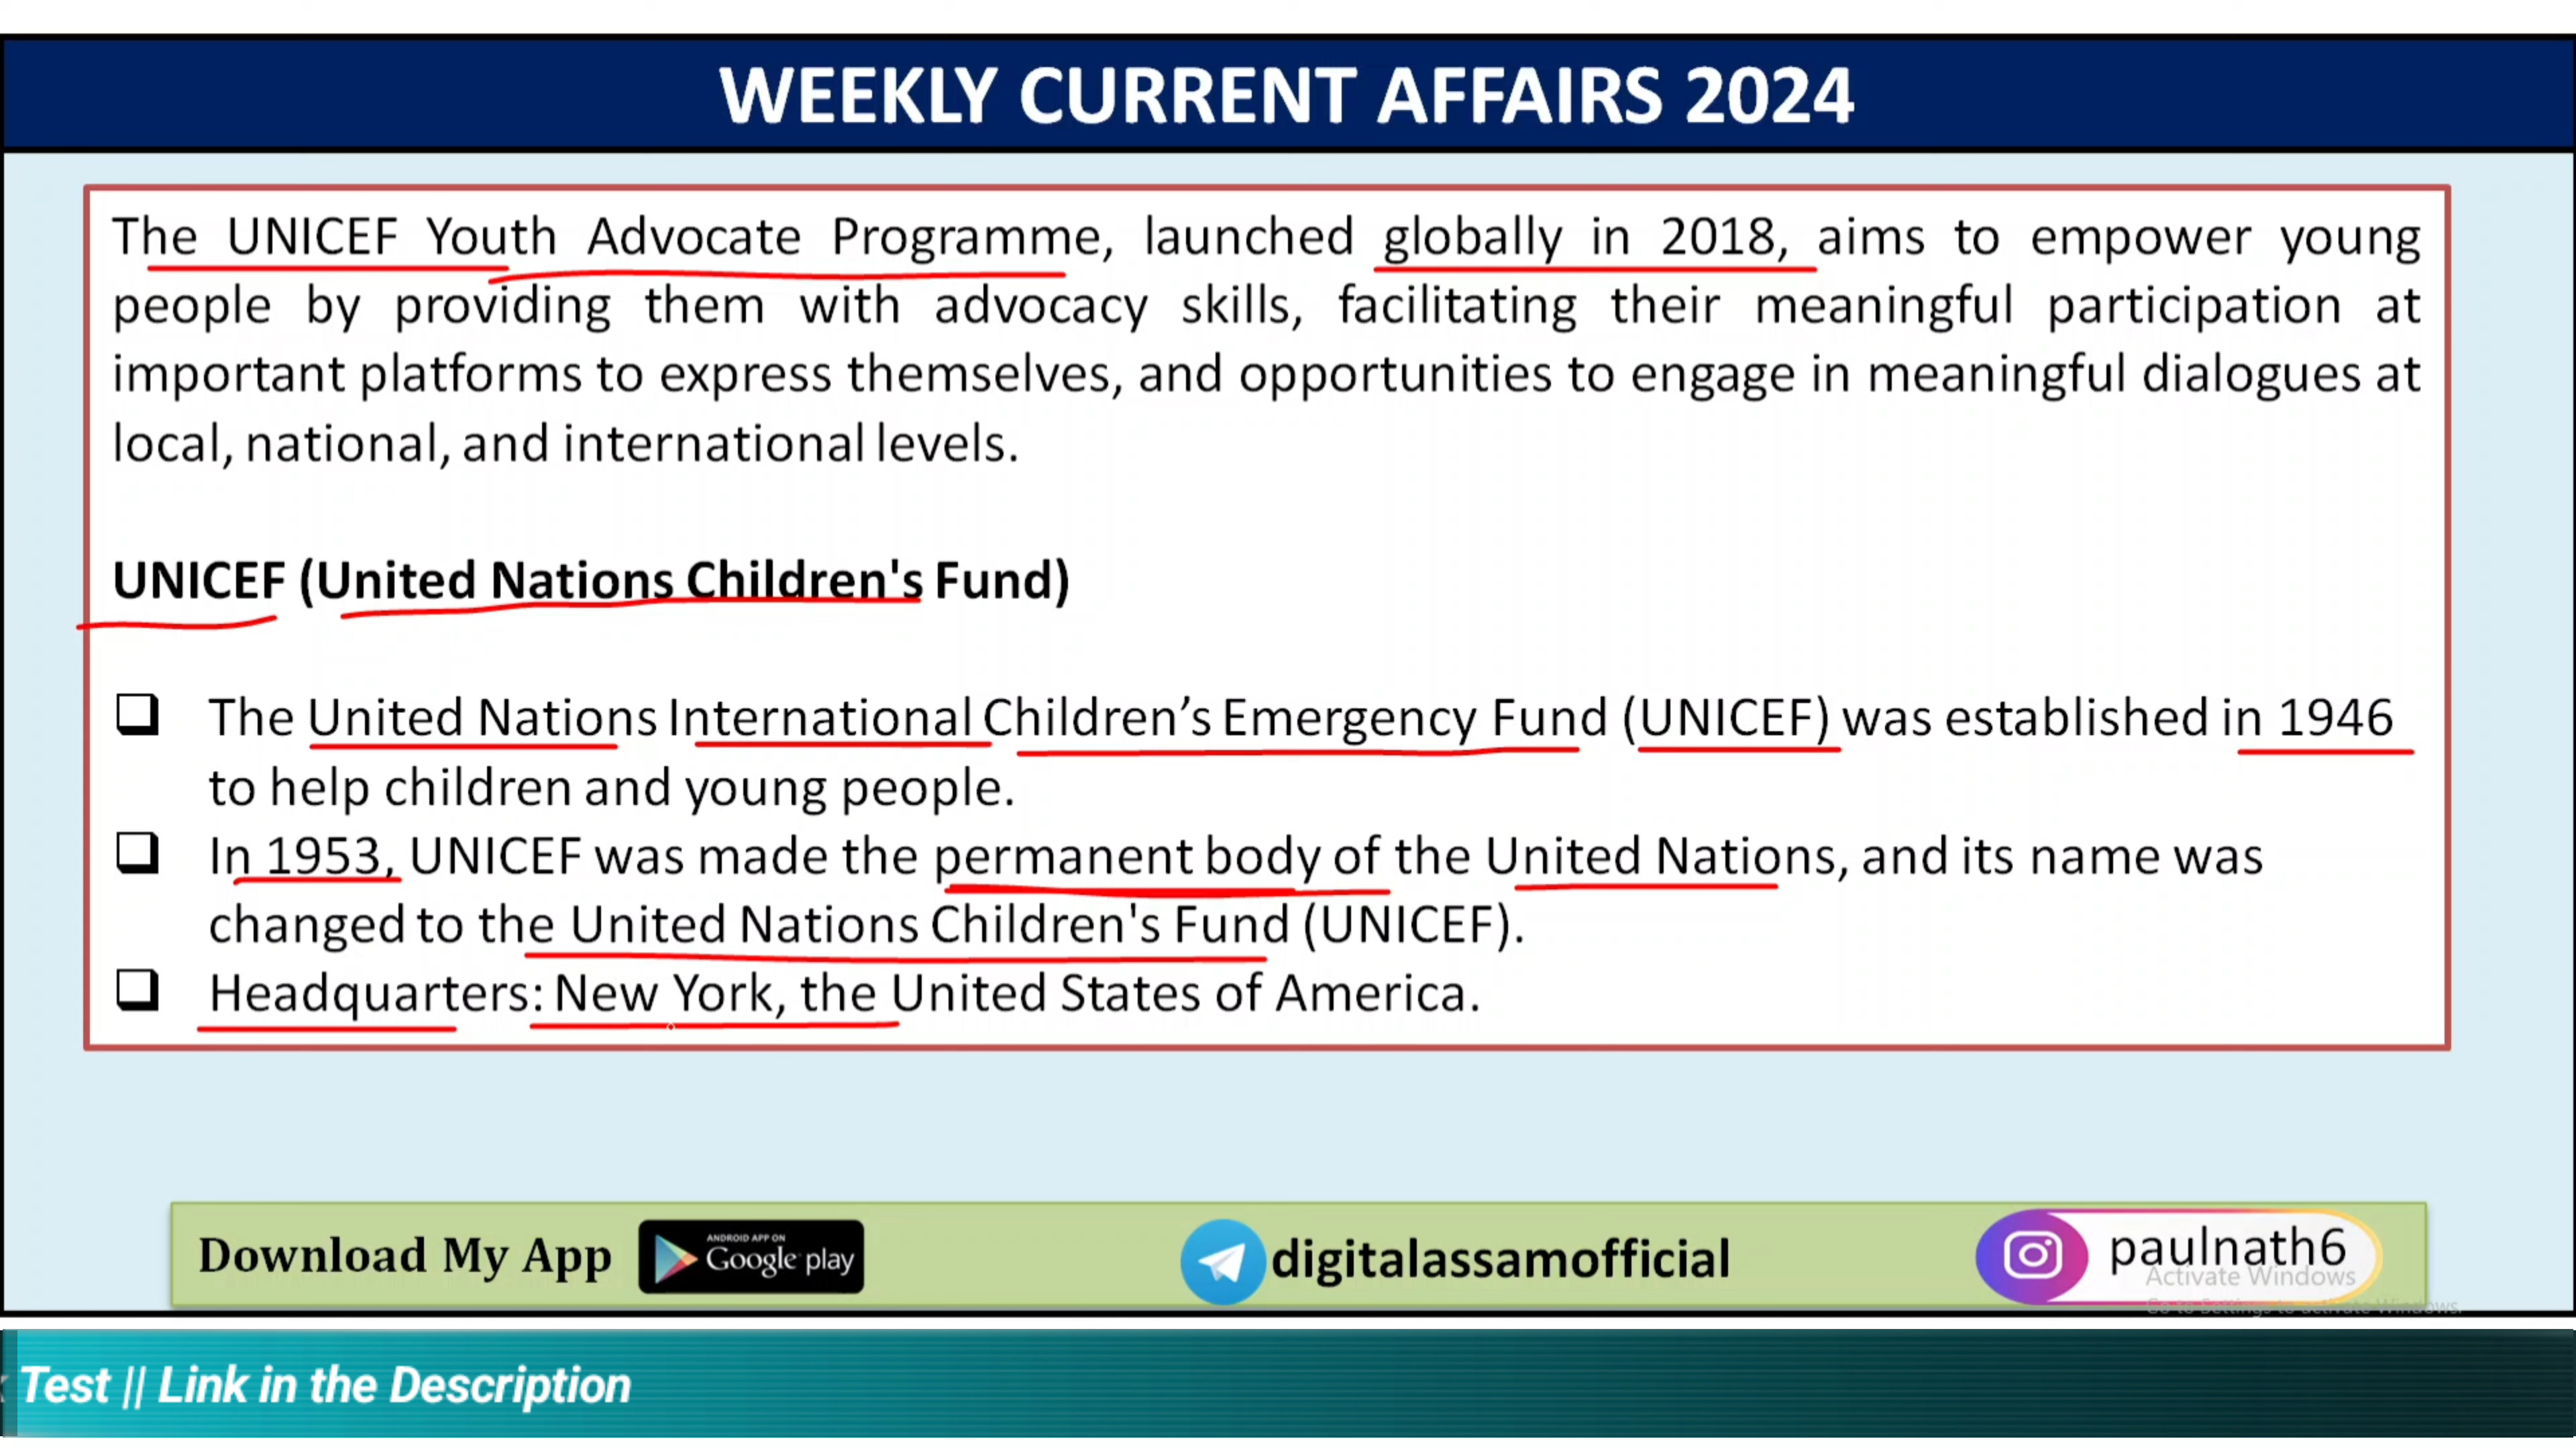 WEEKLY CURRENT AFFAIRS 2024
The UNICEF Youth Advocate Programme, launched globally in 2018, aims to empower young
people by providing them with advocacy skills, facilitating their meaningful participation at
important platforms to express themselves, and opportunities to engage in meaningful dialogues at
local, national, and international levels.
UNICEF (United Nations Children's Fund)
The United Nations International Children’s Emergency Fund (UNICEF) was established in 1946
to help children and young people.
In 1953, UNICEF was made the permanent body of the United Nations, and its name was
changed to the United Nations Children's Fund (UNICEF).
Headquarters: New York, the United States of America.
Download My App
ANDROID APP ON
Google play
digitalassamofficial
paulnath6
Activate Windows
Go to Settings to activate Windows.
Test || Link in the Description